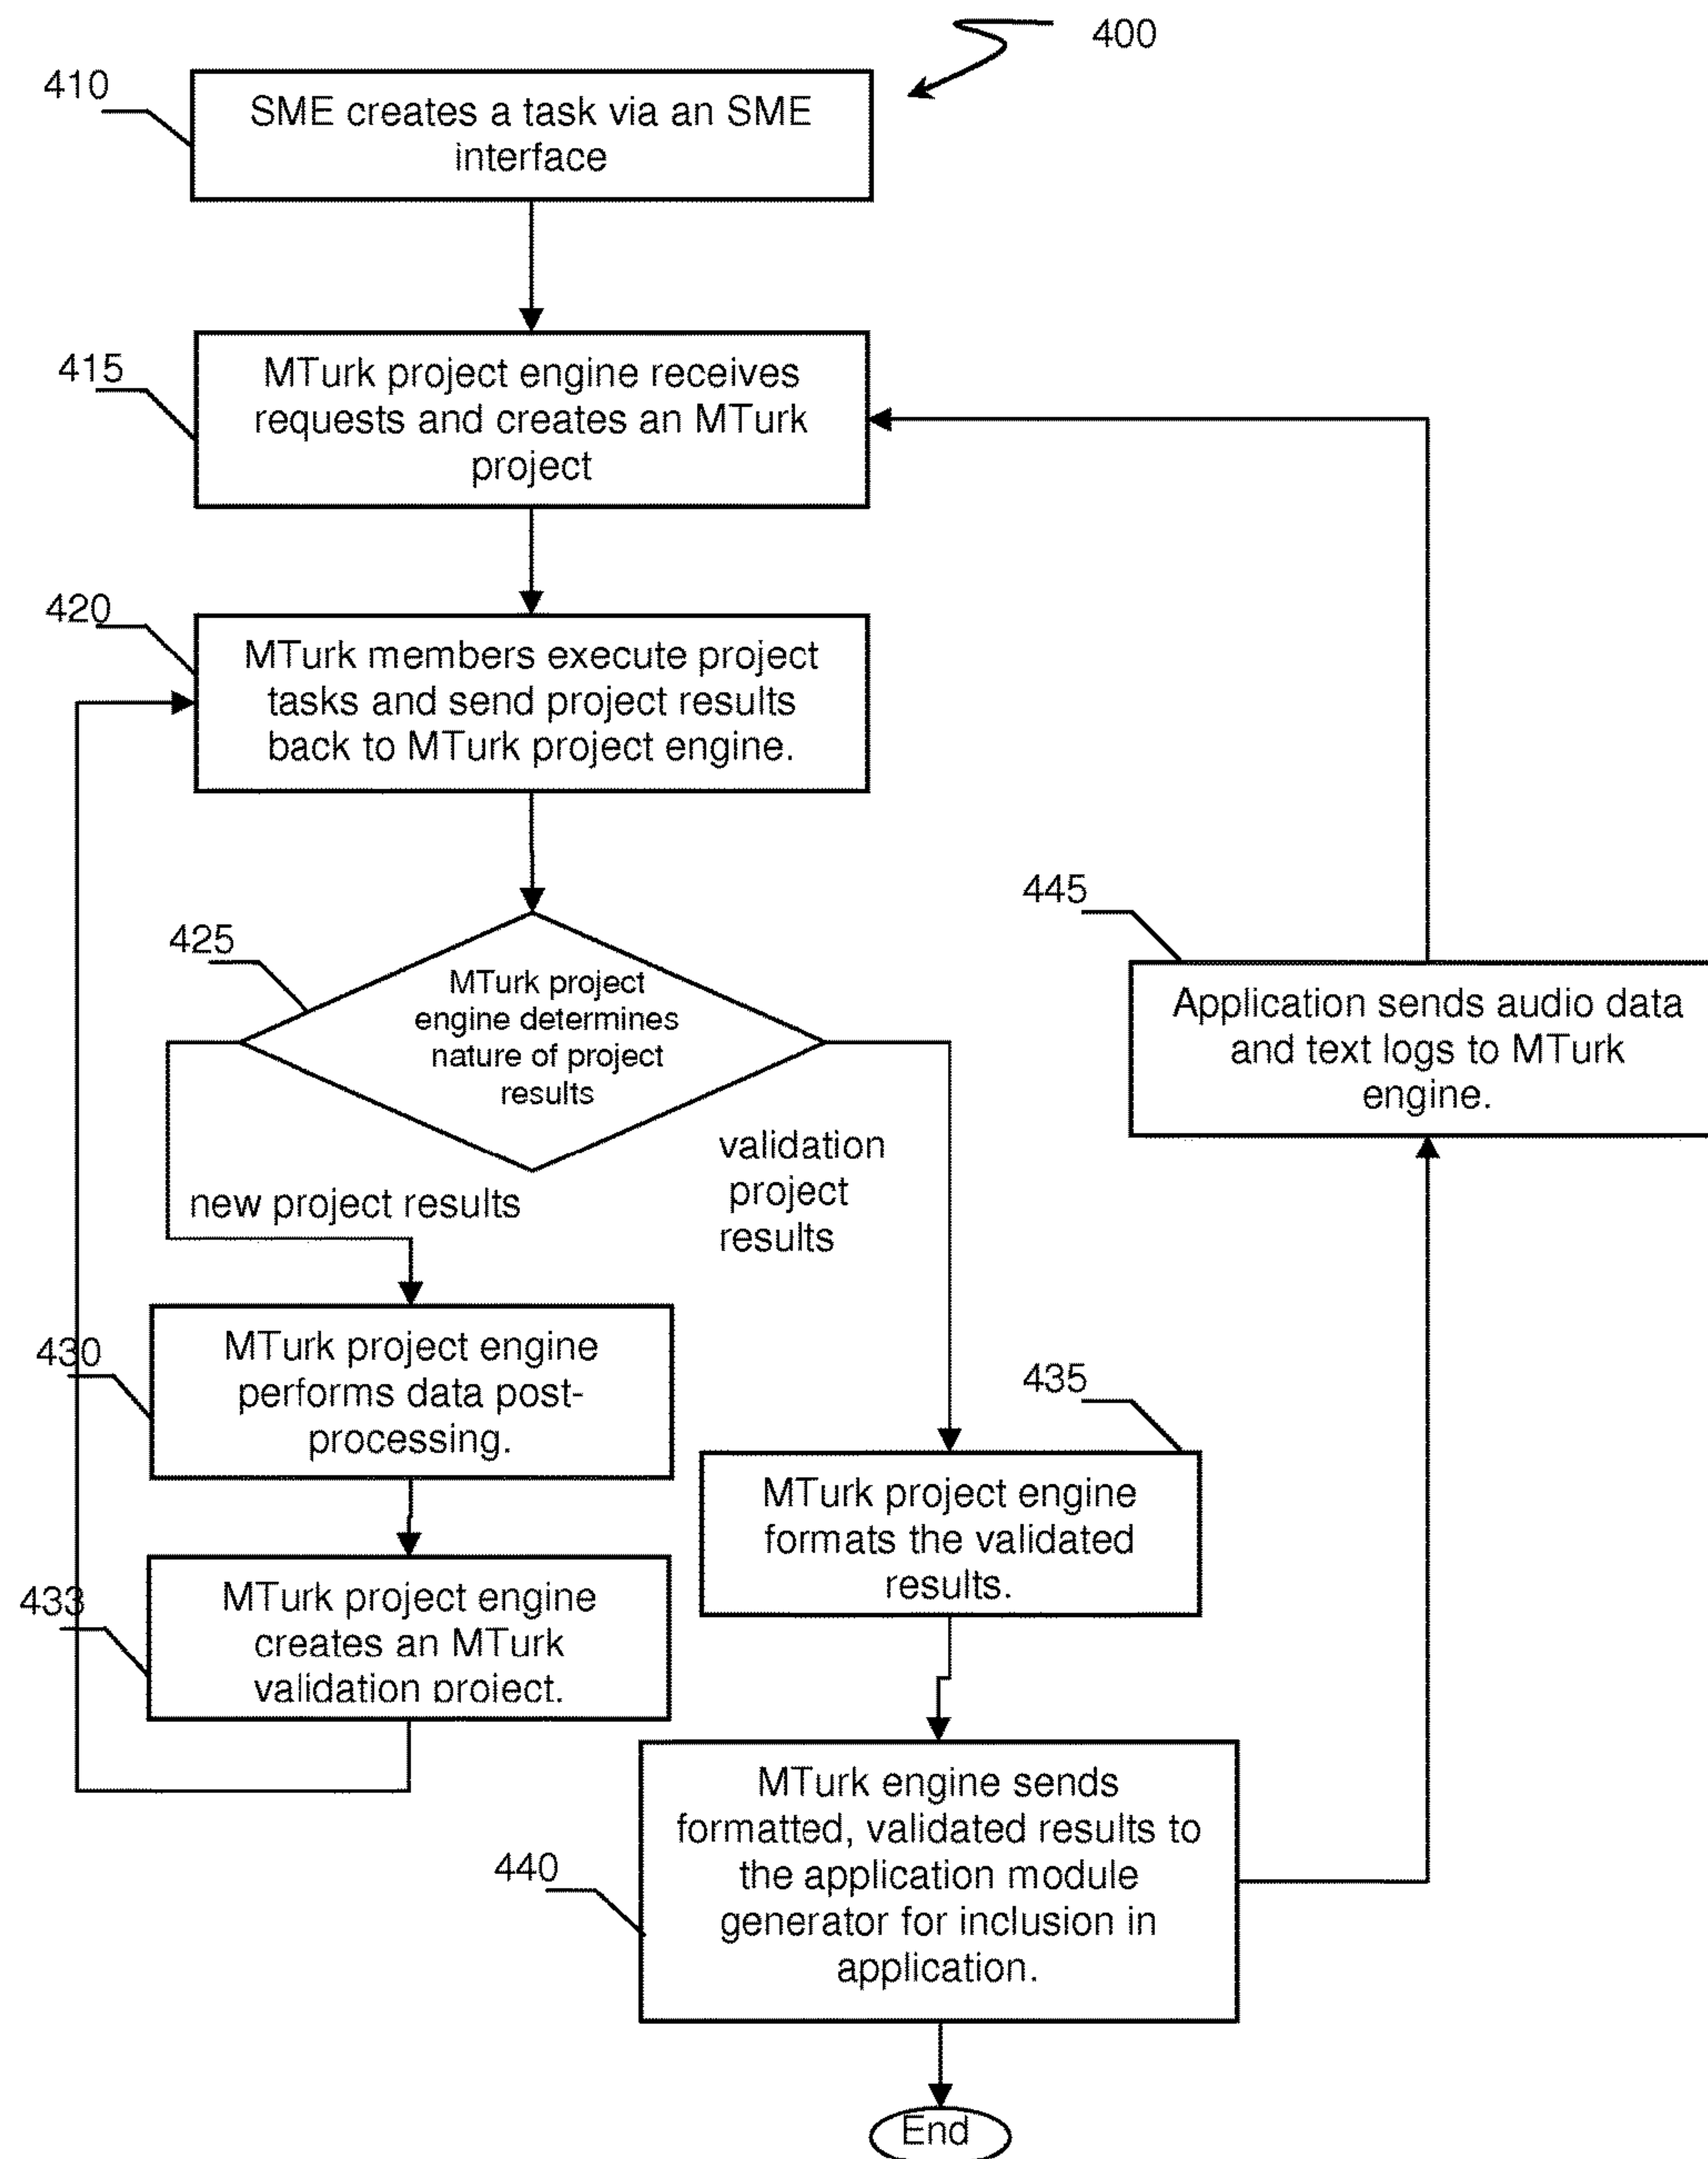 400
410
SME creates a task via an SME
interface
415
MTurk project engine receives
requests and creates an MTurk
project
420
MTurk members execute project
tasks and send project results
back to MTurk project engine.
425
MTurk project
engine determines
nature of project
results
445
Application sends audio data
and text logs to MTurk
engine.
validation
project
results
new project results
430
MTurk project engine
performs data post-
processing.
435
MTurk project engine
formats the validated
results.
433
MTurk project engine
creates an MTurk
validation project.
440
MTurk engine sends
formatted, validated results to
the application module
generator for inclusion in
application.
End